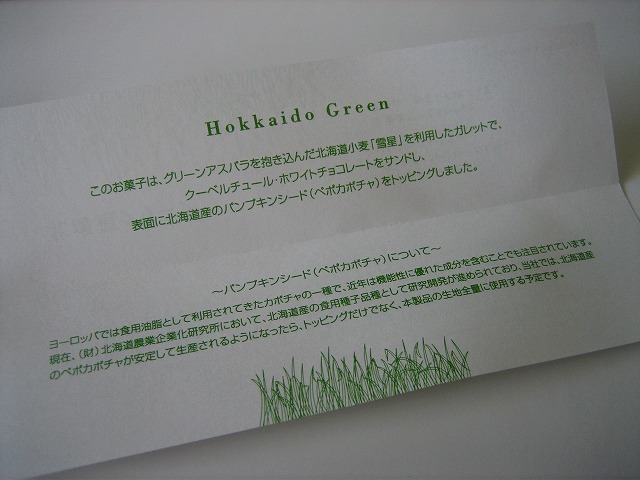 Hokkaido Green
このお菓子は、グリーンアスパラを抱き込んだ北海道小麦「雪星」を利用したガレットで、
クーベルチュール・ホワイトチョコレートをサンドし、
表面に北海道産のパンプキンシード（ペポカボチャ）をトッピングしました。
～パンプキンシード（ペポカボチャ）について～
ヨーロッパでは食用油脂として利用されてきたカボチャの一種で、近年は機能性に優れた成分を含むことでも注目されています。
現在、（財）北海道農業企業化研究所において、北海道産の食用種子品種として研究開発が進められており、当社では、北海道産
のペポカボチャが安定して生産されるようになったら、トッピングだけでなく、本製品の生地全量に使用する予定です。